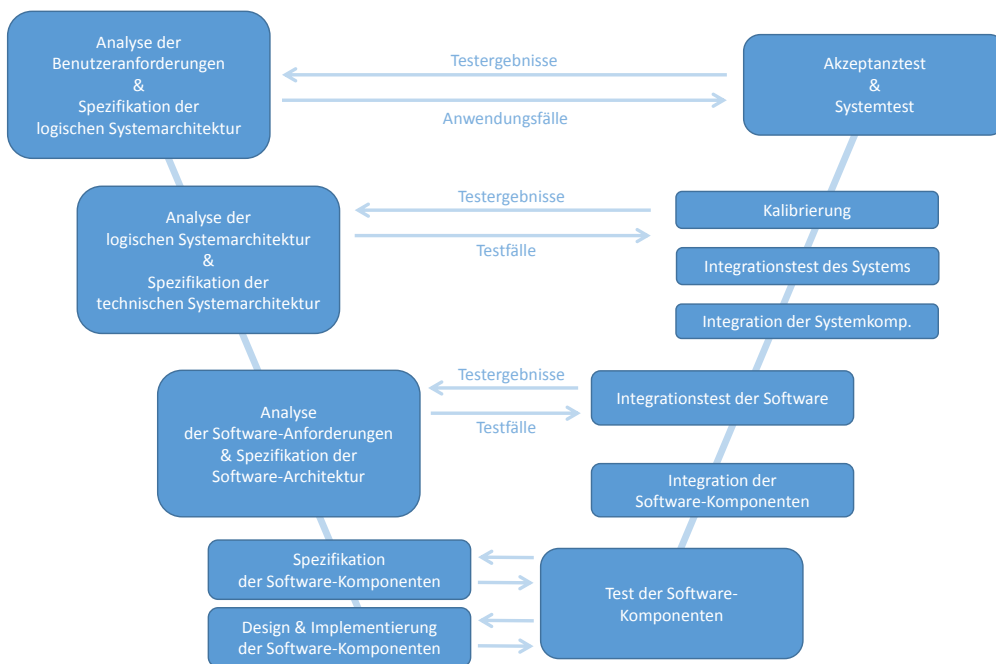 Analyse der
Benutzeranforderungen
&
Spezifikation der
logischen Systemarchitektur
Testergebnisse
Anwendungsfälle
Akzeptanztest
&
Systemtest
Analyse der
logischen Systemarchitektur
&
Spezifikation der
technischen Systemarchitektur
Testergebnisse
Testfälle
Kalibrierung
Integrationstest des Systems
Integration der Systemkomp.
Analyse
der Software-Anforderungen
& Spezifikation der
Software-Architektur
Testergebnisse
Testfälle
Integrationstest der Software
Integration der
Software-Komponenten
Spezifikation
der Software-Komponenten
Design & Implementierung
der Software-Komponenten
Test der Software-
Komponenten